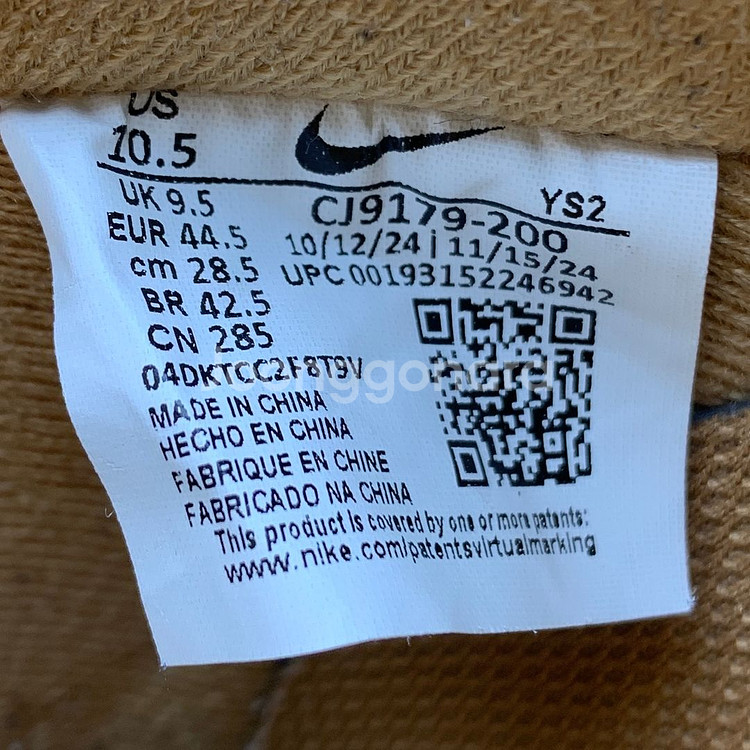 US
10.5
UK 9.5
EUR 44.5
cm 28.5
BR 42.5
CN 285
YS2
CJ9179-200
10/12/24 | 11/15/24
UPC 00193152246942
04DKTCC2F8T9V
MADE IN CHINA
HECHO EN CHINA
FABRIQUE EN CHINE
FABRICADO NA CHINA
This product is covered by one or more patents:
www.nike.com/patentsvirtualmarking